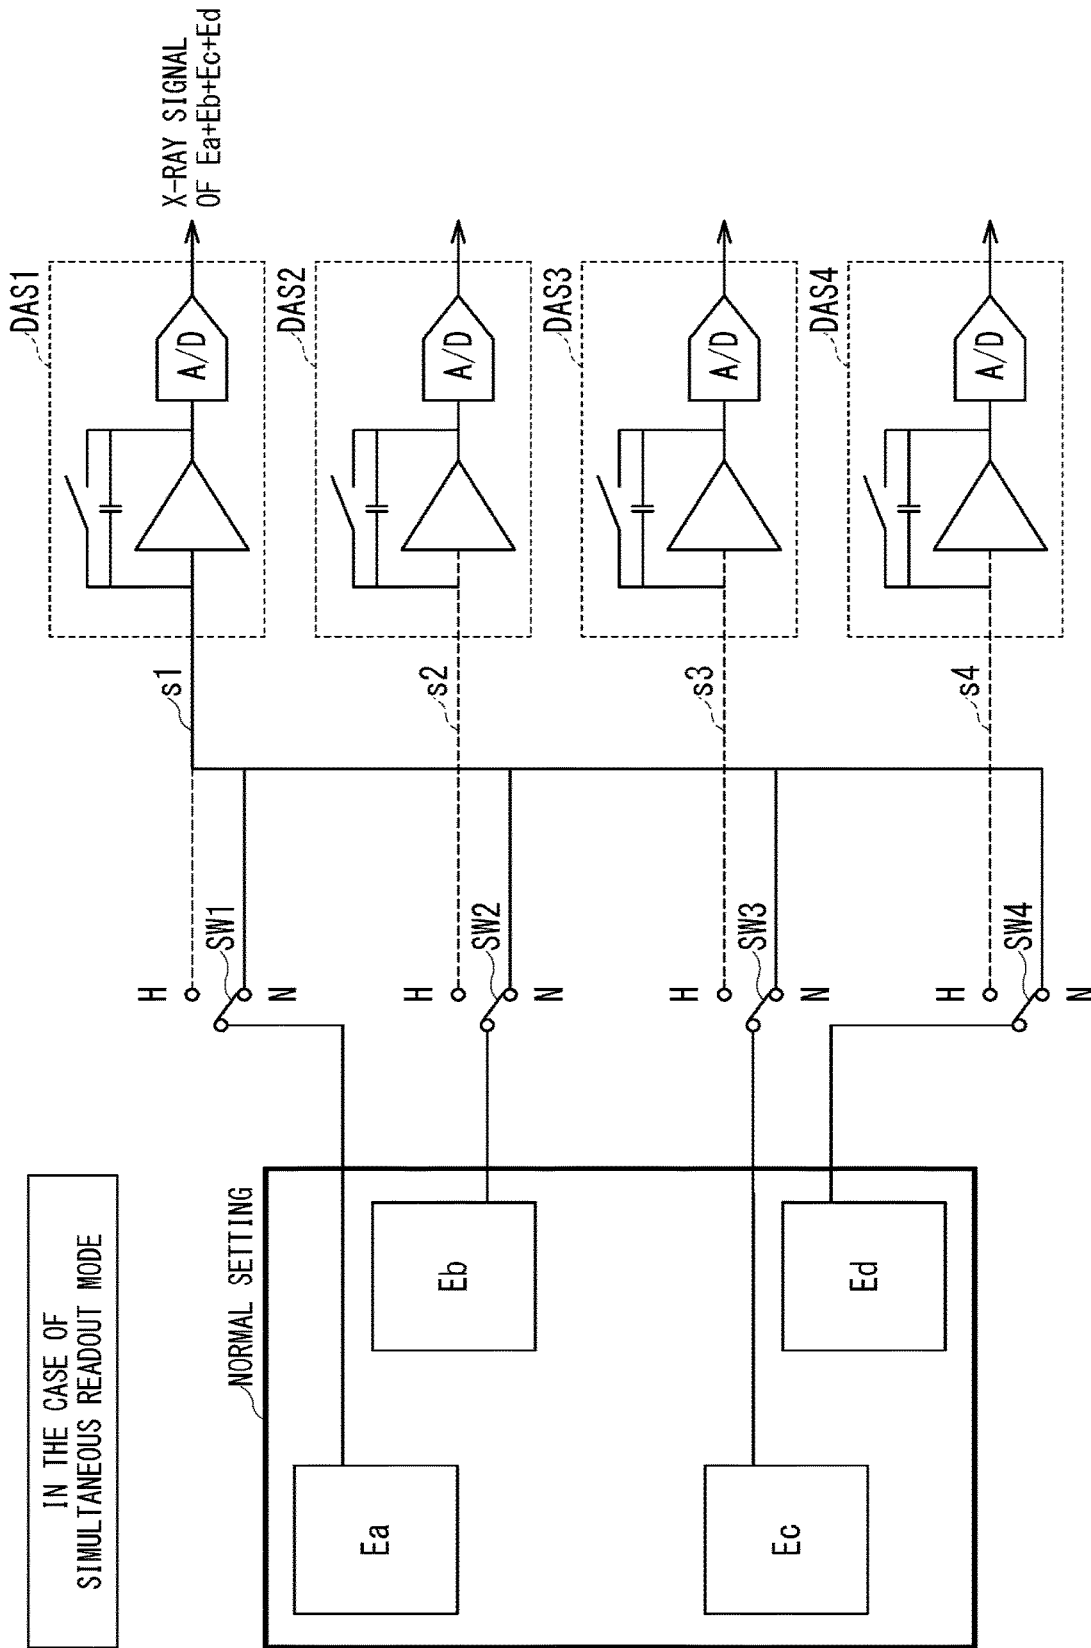 IN THE CASE OF
SIMULTANEOUS READOUT MODE
NORMAL SETTING
Ea
Eb
Ec
Ed
H
SW1
N
H
SW2
N
H
SW3
N
H
SW4
N
s1
s2
s3
s4
DAS1
A/D
DAS2
A/D
DAS3
A/D
DAS4
A/D
X-RAY SIGNAL
OF Ea+Eb+Ec+Ed